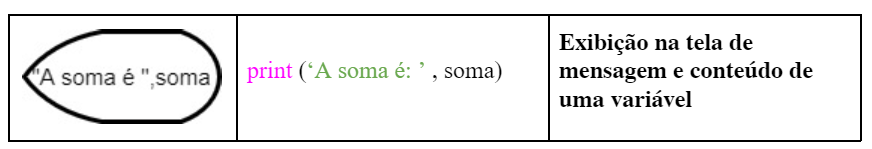 "A soma é ",soma
print (‘A soma é: ’ , soma)
Exibição na tela de
mensagem e conteúdo de
uma variável